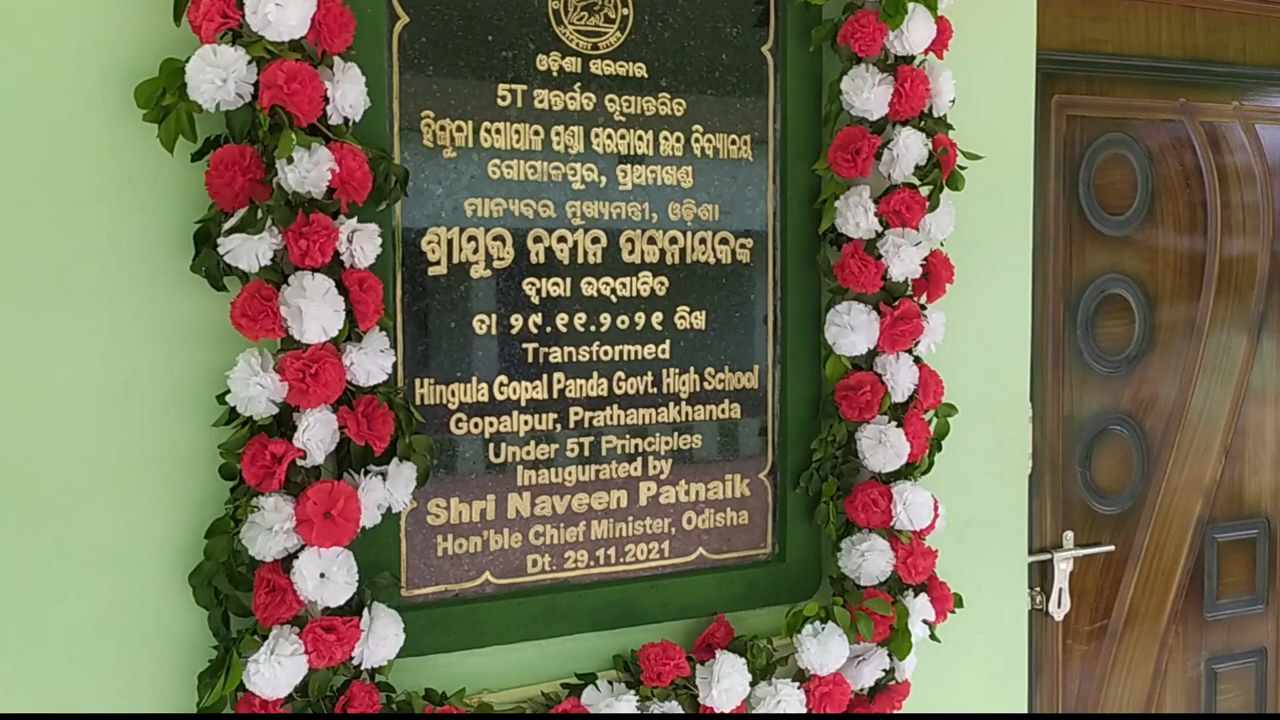 ଓଡ଼ିଶା ସରକାର
5T ଅନ୍ତର୍ଗତ ରୂପାନ୍ତରିତ
ହିଙ୍ଗୁଳା ଗୋପାଳ ପଣ୍ଡା ସରକାରୀ ଉଚ୍ଚ ବିଦ୍ୟାଳୟ
ଗୋପାଳପୁର, ପ୍ରଥମଖଣ୍ଡ
ମାନ୍ୟବର ମୁଖ୍ୟମନ୍ତ୍ରୀ, ଓଡ଼ିଶା
ଶ୍ରୀଯୁକ୍ତ ନବୀନ ପଟ୍ଟନାୟକଙ୍କ
ଦ୍ୱାରା ଉଦ୍‌ଘାଟିତ
ତା ୨୯.୧୧.୨୦୨୧ ରିଖ
Transformed
Hingula Gopal Panda Govt. High School
Gopalpur, Prathamakhanda
Under 5T Principles
Inaugurated by
Shri Naveen Patnaik
Hon'ble Chief Minister, Odisha
Dt. 29.11.2021